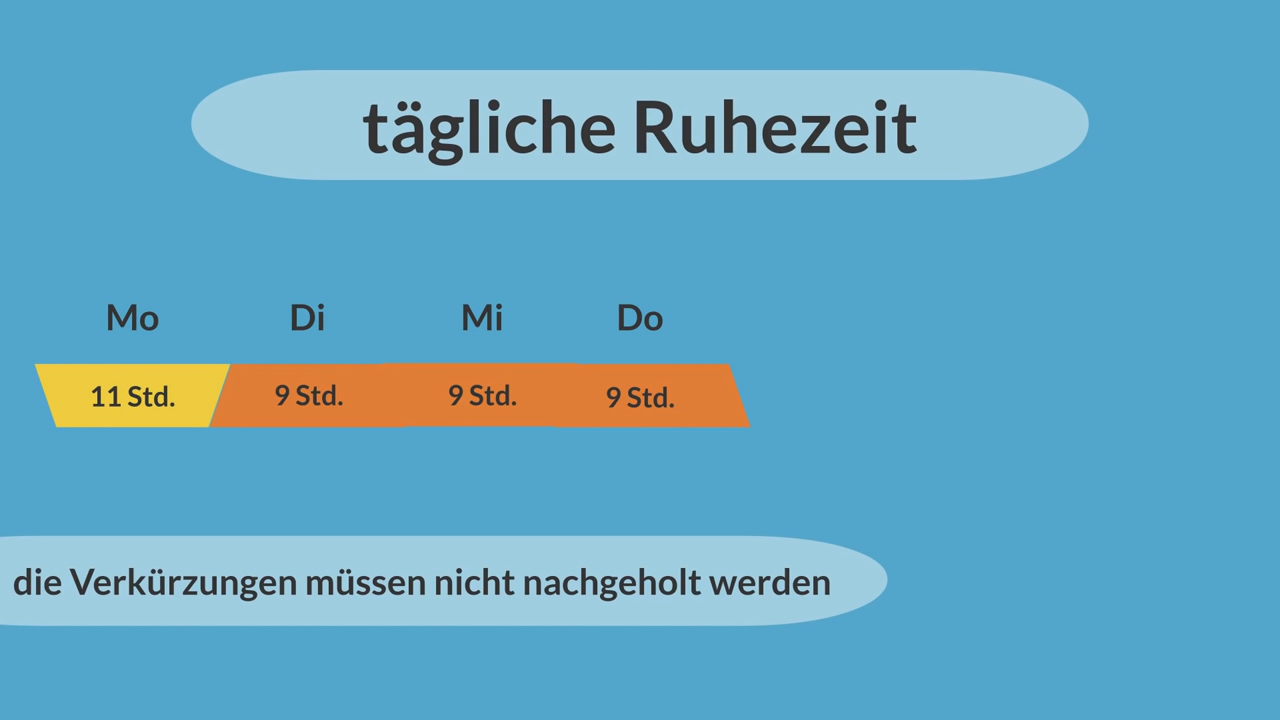 tägliche Ruhezeit
Mo Di Mi Do
11 Std. 9 Std. 9 Std. 9 Std.
die Verkürzungen müssen nicht nachgeholt werden